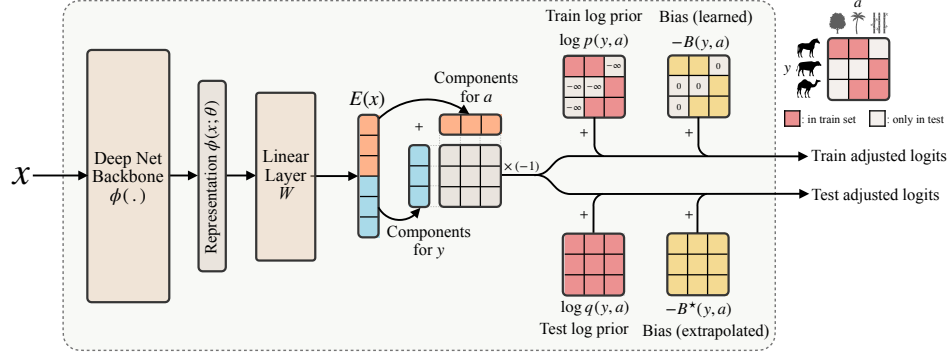 x
Deep Net
Backbone
ϕ(.)
Representation ϕ(x; θ)
Linear
Layer
W
E(x)
Components
for a
+
Components
for y
×(−1)
Train log prior
log p(y, a)
−∞
−∞ −∞
−∞
+
Bias (learned)
−B(y, a)
0
0 0
0
+
+
log q(y, a)
Test log prior
+
−B⋆(y, a)
Bias (extrapolated)
a
y
: in train set
: only in test
Train adjusted logits
Test adjusted logits